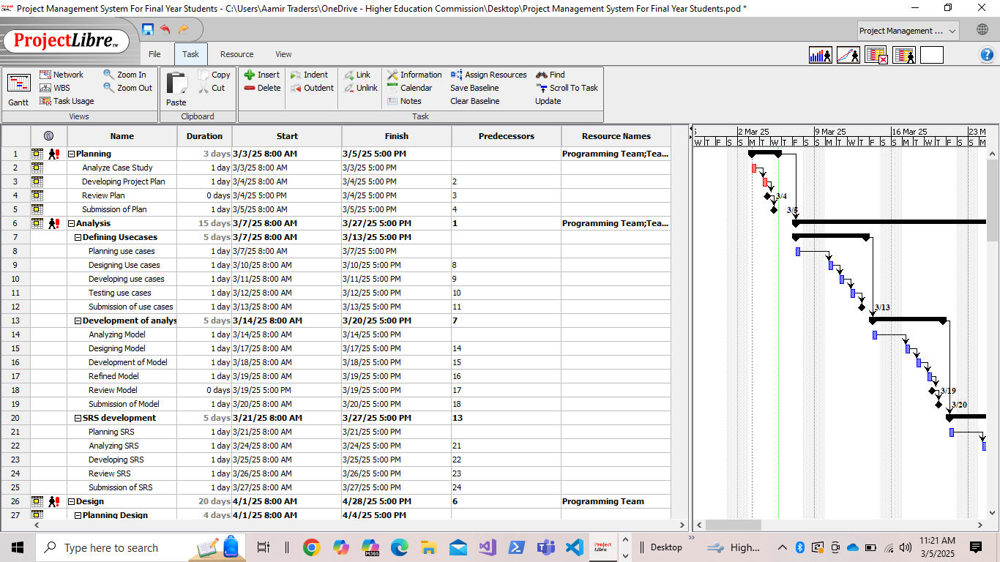 Project Management System For Final Year Students - C:\Users\Aamir Traderss\OneDrive - Higher Education Commission\Desktop\Project Management System For Final Year Students.pod *
ProjectLibre™
Project Management ...
File Task Resource View
Network Zoom In Copy Insert Indent Link Information Assign Resources Find
WBS Zoom Out Cut Delete Outdent Unlink Calendar Save Baseline Scroll To Task
Gantt Task Usage Paste Notes Clear Baseline Update
Views Clipboard Task
Name Duration Start Finish Predecessors Resource Names
2 Mar 25 9 Mar 25 16 Mar 25 23 M
W T F S S M T W T F S S M T W T F S S M T W T F S S M
1 Planning 3 days 3/3/25 8:00 AM 3/5/25 5:00 PM Programming Team;Tea...
2 Analyze Case Study 1 day 3/3/25 8:00 AM 3/3/25 5:00 PM
3 Developing Project Plan 1 day 3/4/25 8:00 AM 3/4/25 5:00 PM 2
4 Review Plan 0 days 3/4/25 5:00 PM 3/4/25 5:00 PM 3 3/4
5 Submission of Plan 1 day 3/5/25 8:00 AM 3/5/25 5:00 PM 4 3/5
6 Analysis 15 days 3/7/25 8:00 AM 3/27/25 5:00 PM 1 Programming Team;Tea...
7 Defining Usecases 5 days 3/7/25 8:00 AM 3/13/25 5:00 PM
8 Planning use cases 1 day 3/7/25 8:00 AM 3/7/25 5:00 PM
9 Designing Use cases 1 day 3/10/25 8:00 AM 3/10/25 5:00 PM 8
10 Developing use cases 1 day 3/11/25 8:00 AM 3/11/25 5:00 PM 9
11 Testing use cases 1 day 3/12/25 8:00 AM 3/12/25 5:00 PM 10
12 Submission of use cases 1 day 3/13/25 8:00 AM 3/13/25 5:00 PM 11 3/13
13 Development of analys 5 days 3/14/25 8:00 AM 3/20/25 5:00 PM 7
14 Analyzing Model 1 day 3/14/25 8:00 AM 3/14/25 5:00 PM
15 Designing Model 1 day 3/17/25 8:00 AM 3/17/25 5:00 PM 14
16 Development of Model 1 day 3/18/25 8:00 AM 3/18/25 5:00 PM 15
17 Refined Model 1 day 3/19/25 8:00 AM 3/19/25 5:00 PM 16
18 Review Model 0 days 3/19/25 5:00 PM 3/19/25 5:00 PM 17 3/19
19 Submission of Model 1 day 3/20/25 8:00 AM 3/20/25 5:00 PM 18 3/20
20 SRS development 5 days 3/21/25 8:00 AM 3/27/25 5:00 PM 13
21 Planning SRS 1 day 3/21/25 8:00 AM 3/21/25 5:00 PM
22 Analyzing SRS 1 day 3/24/25 8:00 AM 3/24/25 5:00 PM 21
23 Developing SRS 1 day 3/25/25 8:00 AM 3/25/25 5:00 PM 22
24 Review SRS 1 day 3/26/25 8:00 AM 3/26/25 5:00 PM 23
25 Submission of SRS 1 day 3/27/25 8:00 AM 3/27/25 5:00 PM 24
26 Design 20 days 4/1/25 8:00 AM 4/28/25 5:00 PM 6 Programming Team
27 Planning Design 4 days 4/1/25 8:00 AM 4/4/25 5:00 PM
Type here to search M365 Project Libre Desktop High... 11:21 AM
3/5/2025